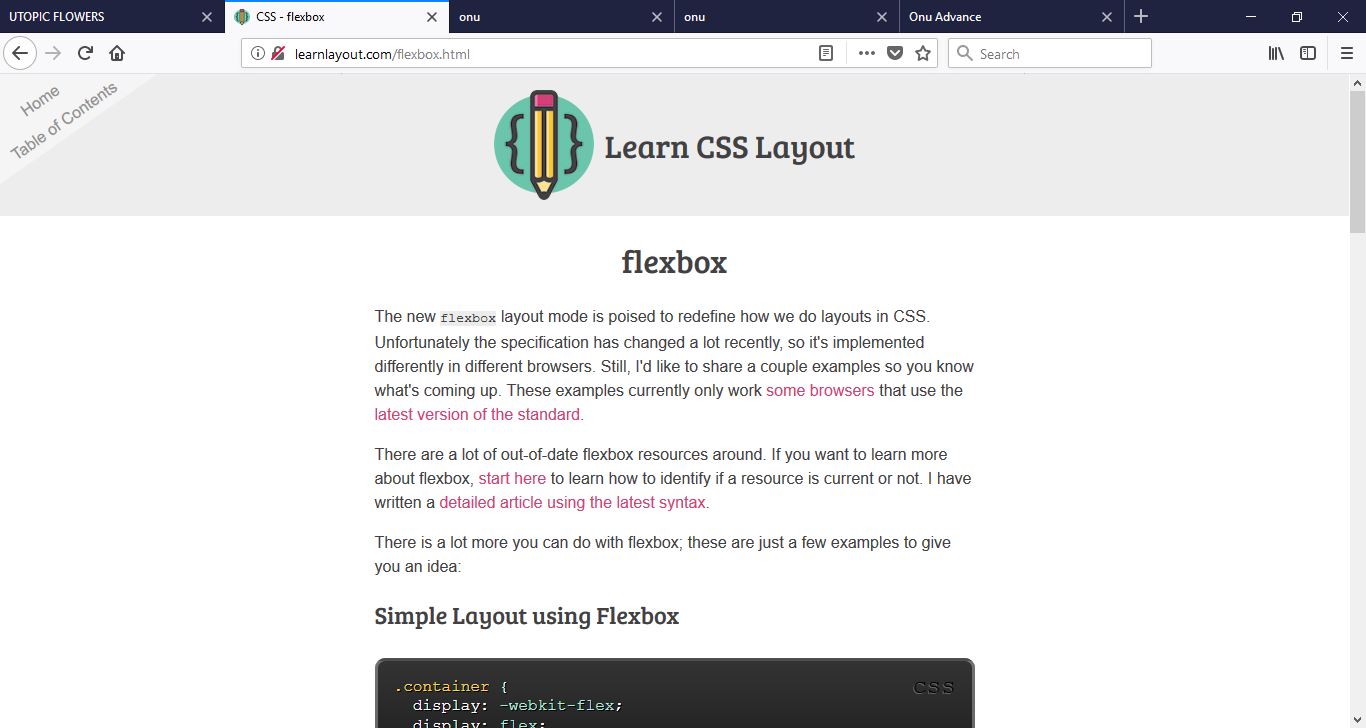 UTOPIC FLOWERS
CSS - flexbox
onu
onu
Onu Advance
learnlayout.com/flexbox.html
Search
Home
Table of Contents
{ }
Learn CSS Layout
flexbox
The new flexbox layout mode is poised to redefine how we do layouts in CSS.
Unfortunately the specification has changed a lot recently, so it's implemented
differently in different browsers. Still, I'd like to share a couple examples so you know
what's coming up. These examples currently only work some browsers that use the
latest version of the standard.
There are a lot of out-of-date flexbox resources around. If you want to learn more
about flexbox, start here to learn how to identify if a resource is current or not. I have
written a detailed article using the latest syntax.
There is a lot more you can do with flexbox; these are just a few examples to give
you an idea:
Simple Layout using Flexbox
CSS
.container {
display: -webkit-flex;
display: flex;